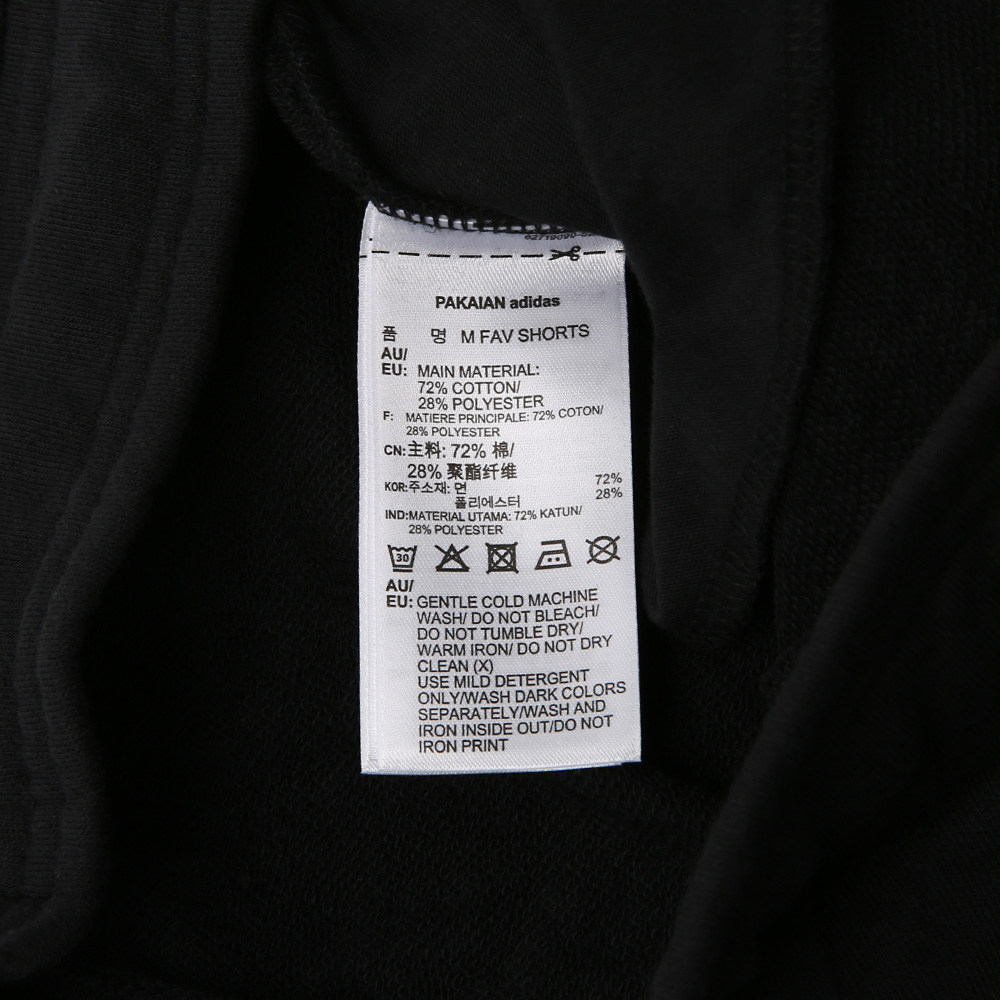 PAKAIAN adidas
품 명 M FAV SHORTS
AU/
EU: MAIN MATERIAL:
72% COTTON/
28% POLYESTER
F: MATIERE PRINCIPALE: 72% COTON/
28% POLYESTER
CN:主料: 72% 棉/
28% 聚酯纤维
KOR:주소재: 면 72%
폴리에스터 28%
IND:MATERIAL UTAMA: 72% KATUN/
28% POLYESTER
30
AU/
EU: GENTLE COLD MACHINE
WASH/ DO NOT BLEACH/
DO NOT TUMBLE DRY/
WARM IRON/ DO NOT DRY
CLEAN (X)
USE MILD DETERGENT
ONLY/WASH DARK COLORS
SEPARATELY/WASH AND
IRON INSIDE OUT/DO NOT
IRON PRINT